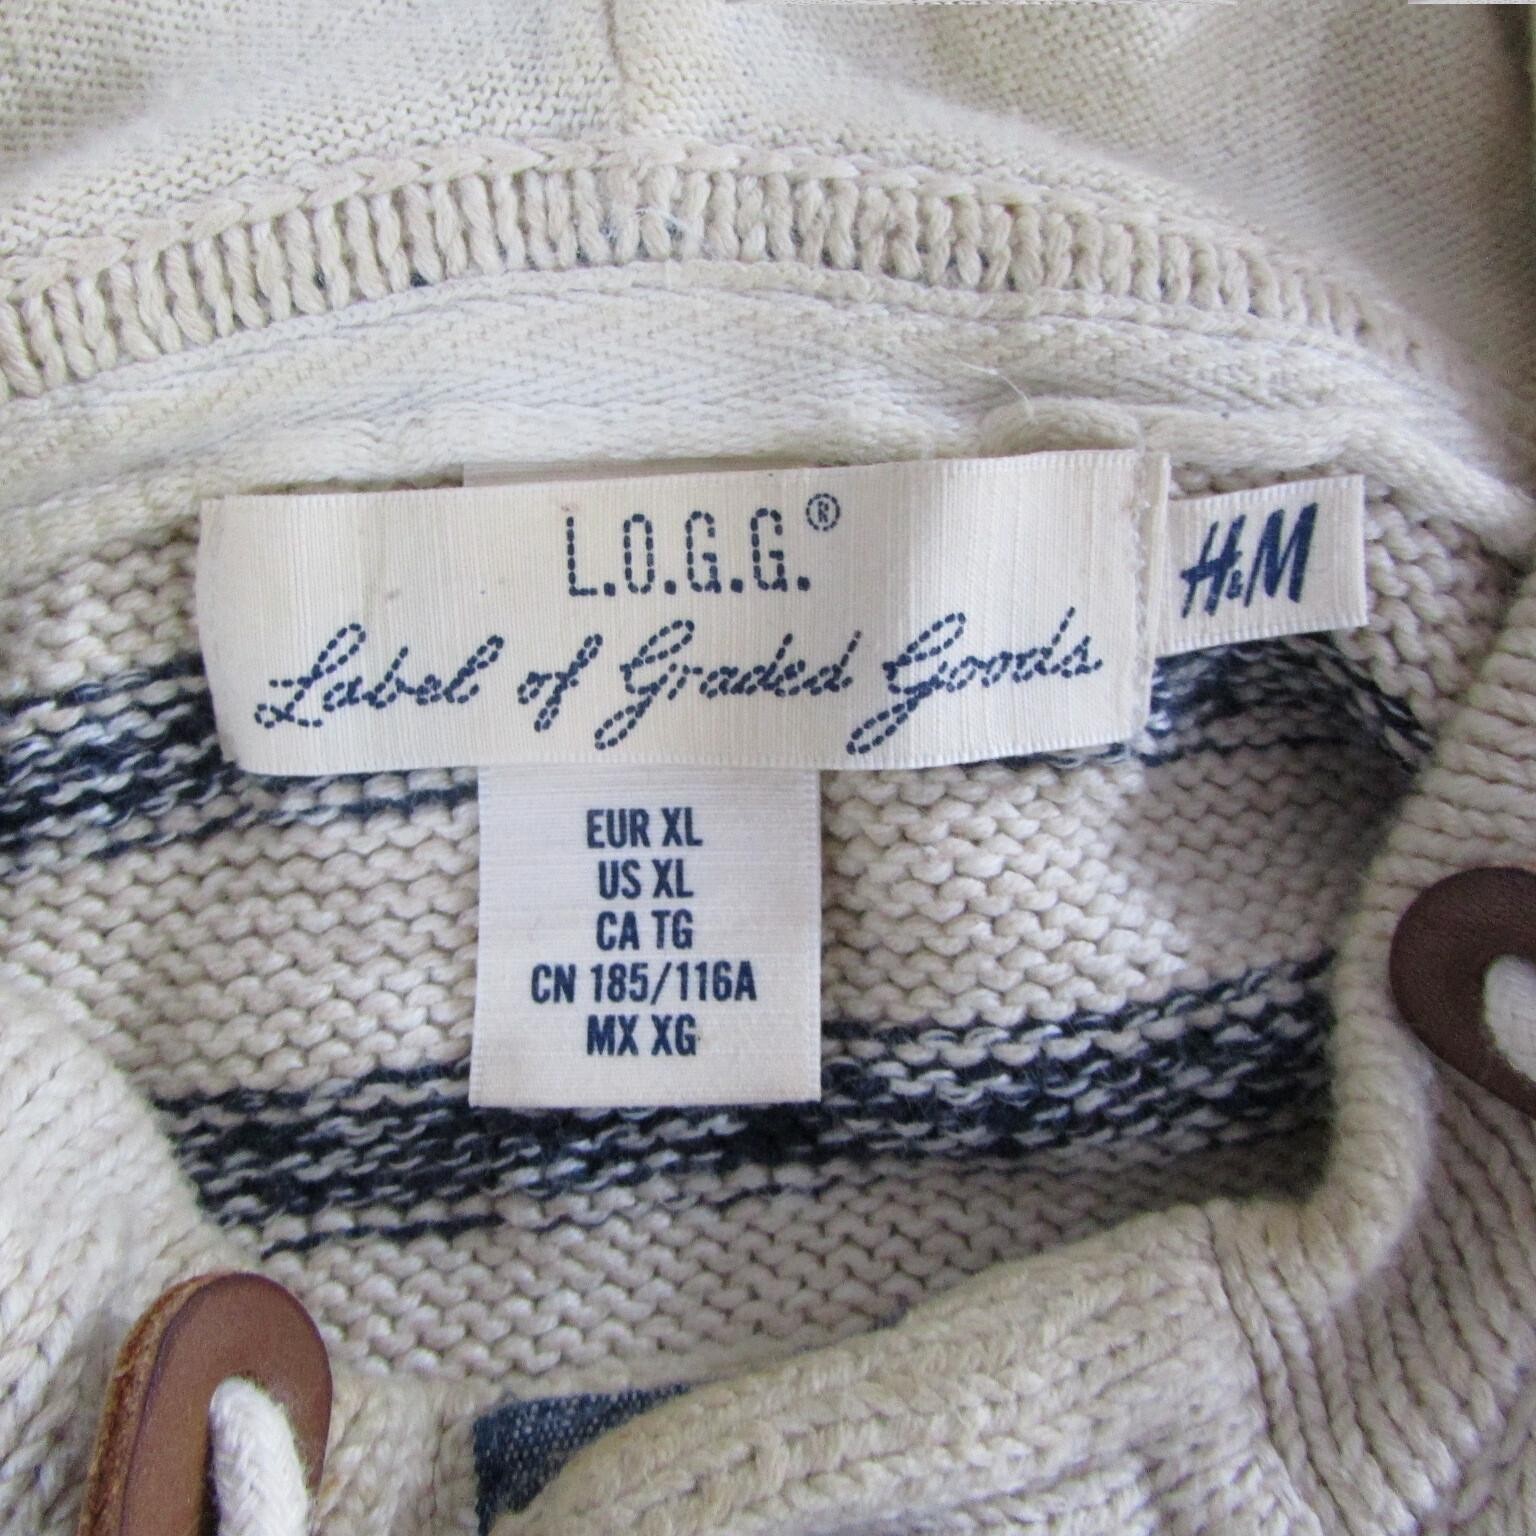 L.O.G.G.®
Label of Graded Goods
H&M
EUR XL
US XL
CA TG
CN 185/116A
MX XG